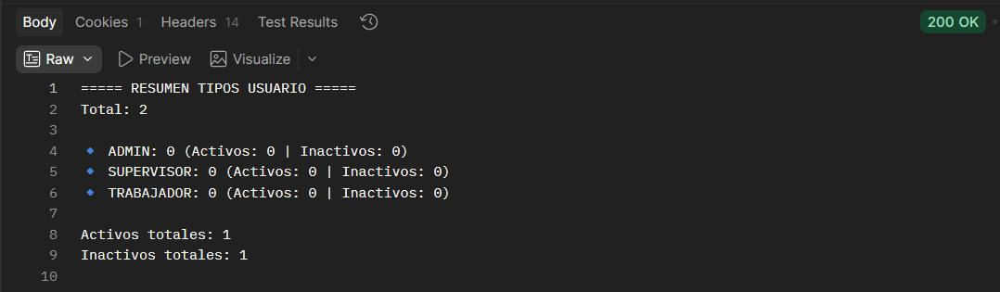 Body Cookies 1 Headers 14 Test Results 200 OK
Raw Preview Visualize
1 ===== RESUMEN TIPOS USUARIO =====
2 Total: 2
3
4 🔹 ADMIN: 0 (Activos: 0 | Inactivos: 0)
5 🔹 SUPERVISOR: 0 (Activos: 0 | Inactivos: 0)
6 🔹 TRABAJADOR: 0 (Activos: 0 | Inactivos: 0)
7
8 Activos totales: 1
9 Inactivos totales: 1
10